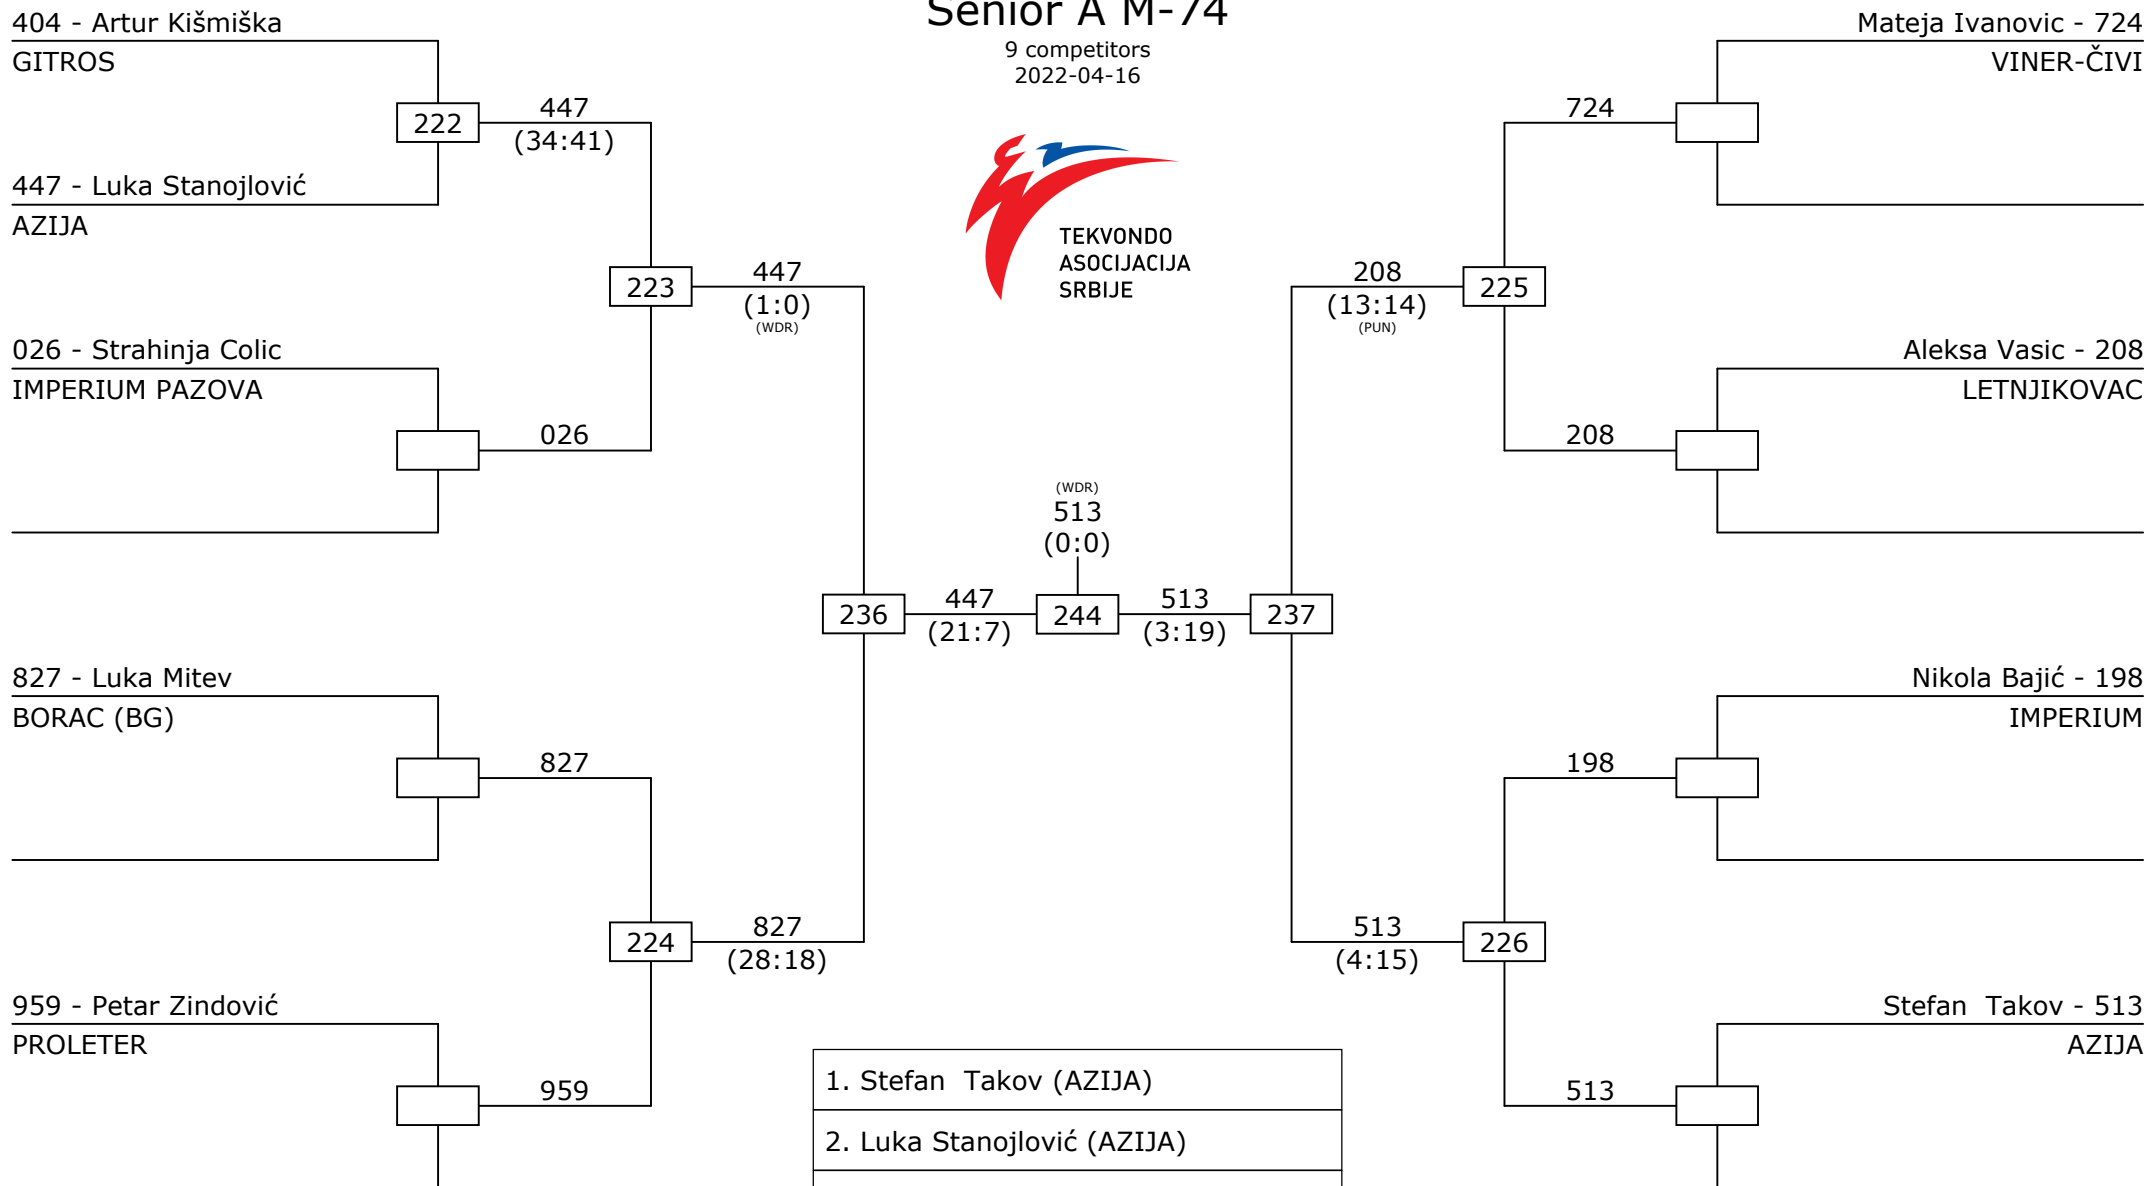 Senior A M-74
9 competitors
2022-04-16
TEKVONDO
ASOCIJACIJA
SRBIJE
404 - Artur Kišmiška
GITROS
222
447
(34:41)
447 - Luka Stanojlović
AZIJA
223
447
(1:0)
(WDR)
026 - Strahinja Colic
IMPERIUM PAZOVA
026
236
447
(21:7)
827 - Luka Mitev
BORAC (BG)
827
224
827
(28:18)
959 - Petar Zindović
PROLETER
959
(WDR)
513
(0:0)
244
513
(3:19)
237
Mateja Ivanovic - 724
VINER-ČIVI
724
208
(13:14)
(PUN)
225
Aleksa Vasic - 208
LETNJIKOVAC
208
Nikola Bajić - 198
IMPERIUM
198
513
(4:15)
226
Stefan  Takov - 513
AZIJA
513
1. Stefan  Takov (AZIJA)
2. Luka Stanojlović (AZIJA)